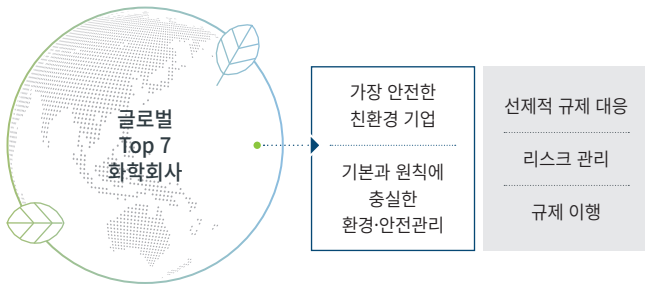 글로벌
Top 7
화학회사
가장 안전한
친환경 기업
기본과 원칙에
충실한
환경·안전관리
선제적 규제 대응
리스크 관리
규제 이행